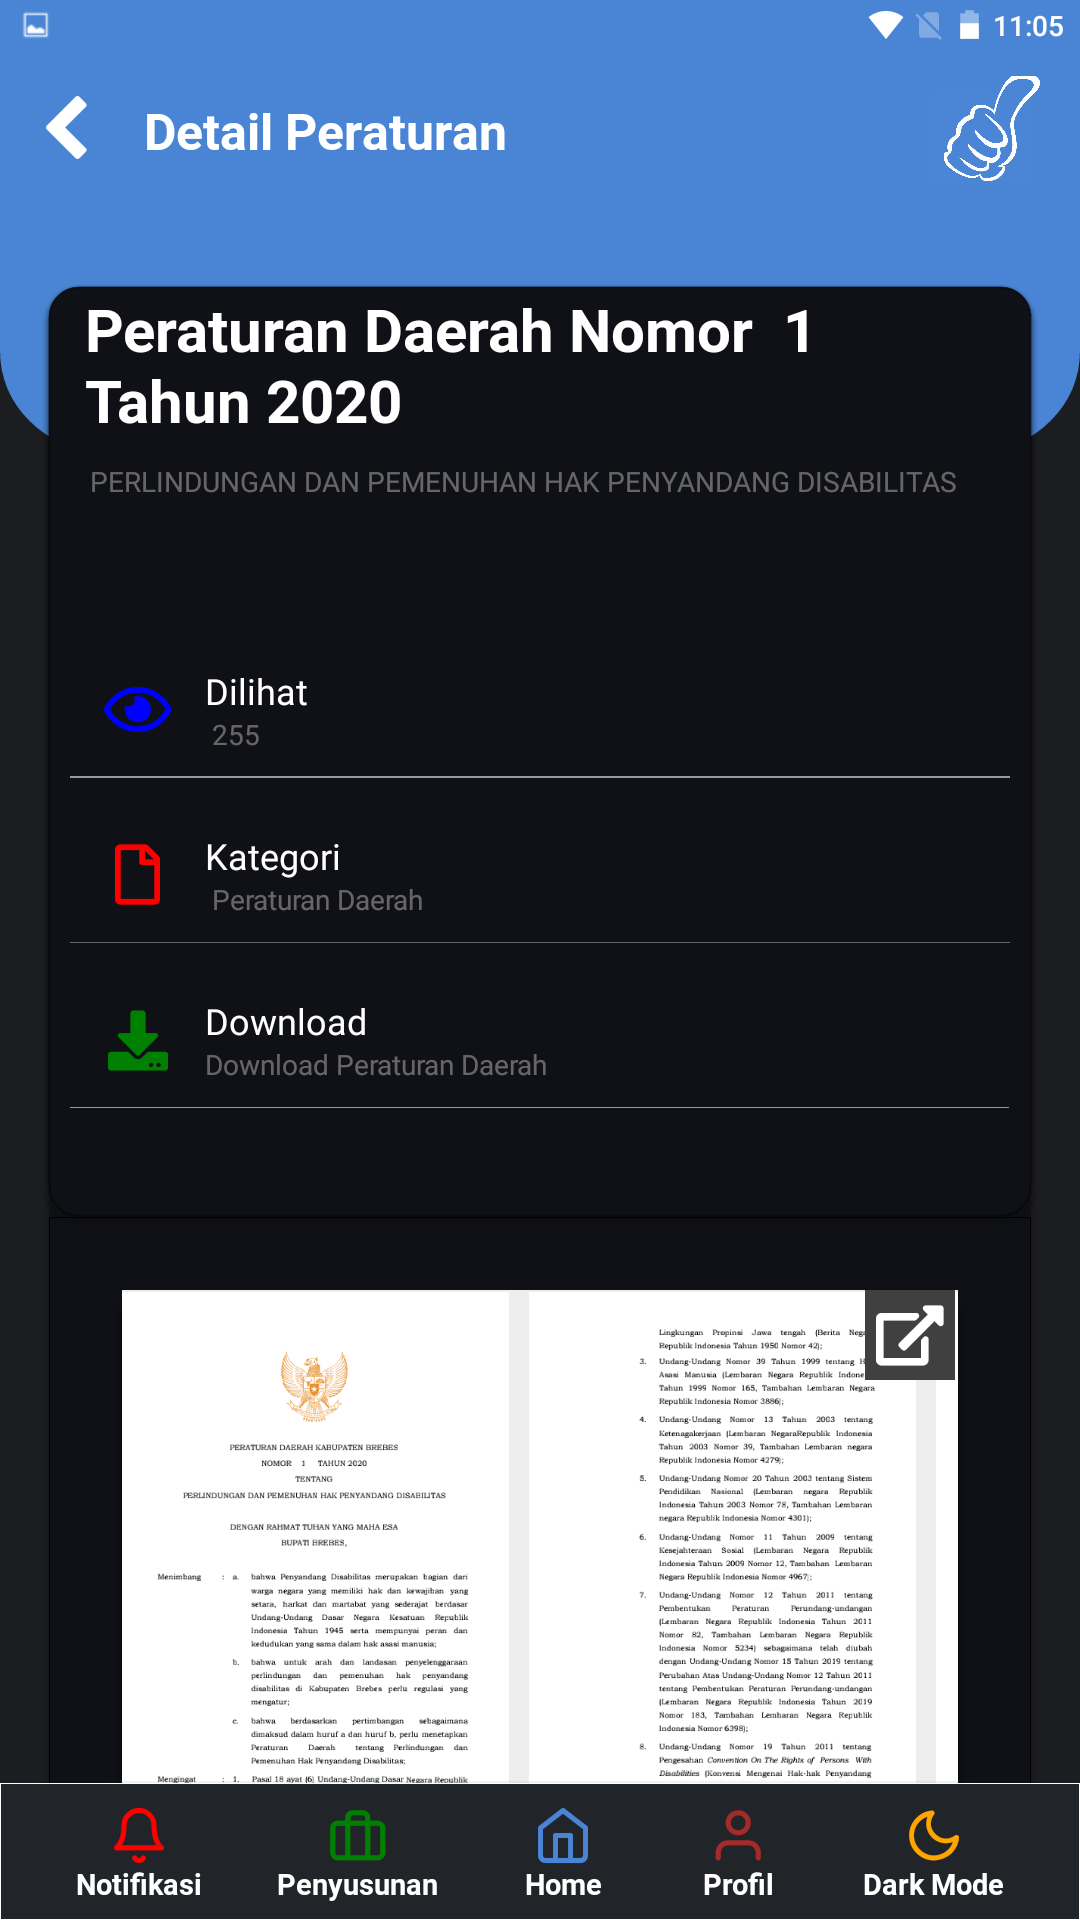 11:05
Detail Peraturan
Peraturan Daerah Nomor 1
Tahun 2020
PERLINDUNGAN DAN PEMENUHAN HAK PENYANDANG DISABILITAS
Dilihat
255
Kategori
Peraturan Daerah
Download
Download Peraturan Daerah
PERATURAN DAERAH KABUPATEN BREBES
NOMOR 1 TAHUN 2020
TENTANG
PERLINDUNGAN DAN PEMENUHAN HAK PENYANDANG DISABILITAS
DENGAN RAHMAT TUHAN YANG MAHA ESA
BUPATI BREBES,
Menimbang : a. bahwa Penyandang Disabilitas merupakan bagian dari
warga negara yang memiliki hak dan kewajiban yang
setara, harkat dan martabat yang sederajat berdasar
Undang-Undang Dasar Negara Kesatuan Republik
Indonesia Tahun 1945 serta mempunyai peran dan
kedudukan yang sama dalam hak asasi manusia;
b. bahwa untuk arah dan landasan penyelenggaraan
perlindungan dan pemenuhan hak penyandang
disabilitas di Kabupaten Brebes perlu regulasi yang
mengatur;
c. bahwa berdasarkan pertimbangan sebagaimana
dimaksud dalam huruf a dan huruf b, perlu menetapkan
Peraturan Daerah tentang Perlindungan dan
Pemenuhan Hak Penyandang Disabilitas;
Mengingat : 1. Pasal 18 ayat (6) Undang-Undang Dasar Negara Republik
Lingkungan Propinsi Jawa tengah (Berita
Republik Indonesia Tahun 1950 Nomor 42);
3. Undang-Undang Nomor 39 Tahun 1999 tentang
Asasi Manusia (Lembaran Negara Republik
Tahun 1999 Nomor 165, Tambahan Lembaran Negara
Republik Indonesia Nomor 3886);
4. Undang-Undang Nomor 13 Tahun 2003 tentang
Ketenagakerjaan (Lembaran NegaraRepublik Indonesia
Tahun 2003 Nomor 39, Tambahan Lembaran negara
Republik Indonesia Nomor 4279);
5. Undang-Undang Nomor 20 Tahun 2003 tentang Sistem
Pendidikan Nasional (Lembaran negara Republik
Indonesia Tahun 2003 Nomor 78, Tambahan Lembaran
negara Republik Indonesia Nomor 4301);
6. Undang-Undang Nomor 11 Tahun 2009 tentang
Kesejahteraan Sosial (Lembaran Negara Republik
Indonesia Tahun 2009 Nomor 12, Tambahan Lembaran
Negara Republik Indonesia Nomor 4967);
7. Undang-Undang Nomor 12 Tahun 2011 tentang
Pembentukan Peraturan Perundang-undangan
(Lembaran Negara Republik Indonesia Tahun 2011
Nomor 82, Tambahan Lembaran Negara Republik
Indonesia Nomor 5234) sebagaimana telah diubah
dengan Undang-Undang Nomor 15 Tahun 2019 tentang
Perubahan Atas Undang-Undang Nomor 12 Tahun 2011
tentang Pembentukan Peraturan Perundang-undangan
(Lembaran Negara Republik Indonesia Tahun 2019
Nomor 183, Tambahan Lembaran Negara Republik
Indonesia Nomor 6398);
8. Undang-Undang Nomor 19 Tahun 2011 tentang
Pengesahan Convention On The Rights of Persons With
Disabilities (Konvensi Mengenai Hak-hak Penyandang
Notifikasi
Penyusunan
Home
Profil
Dark Mode